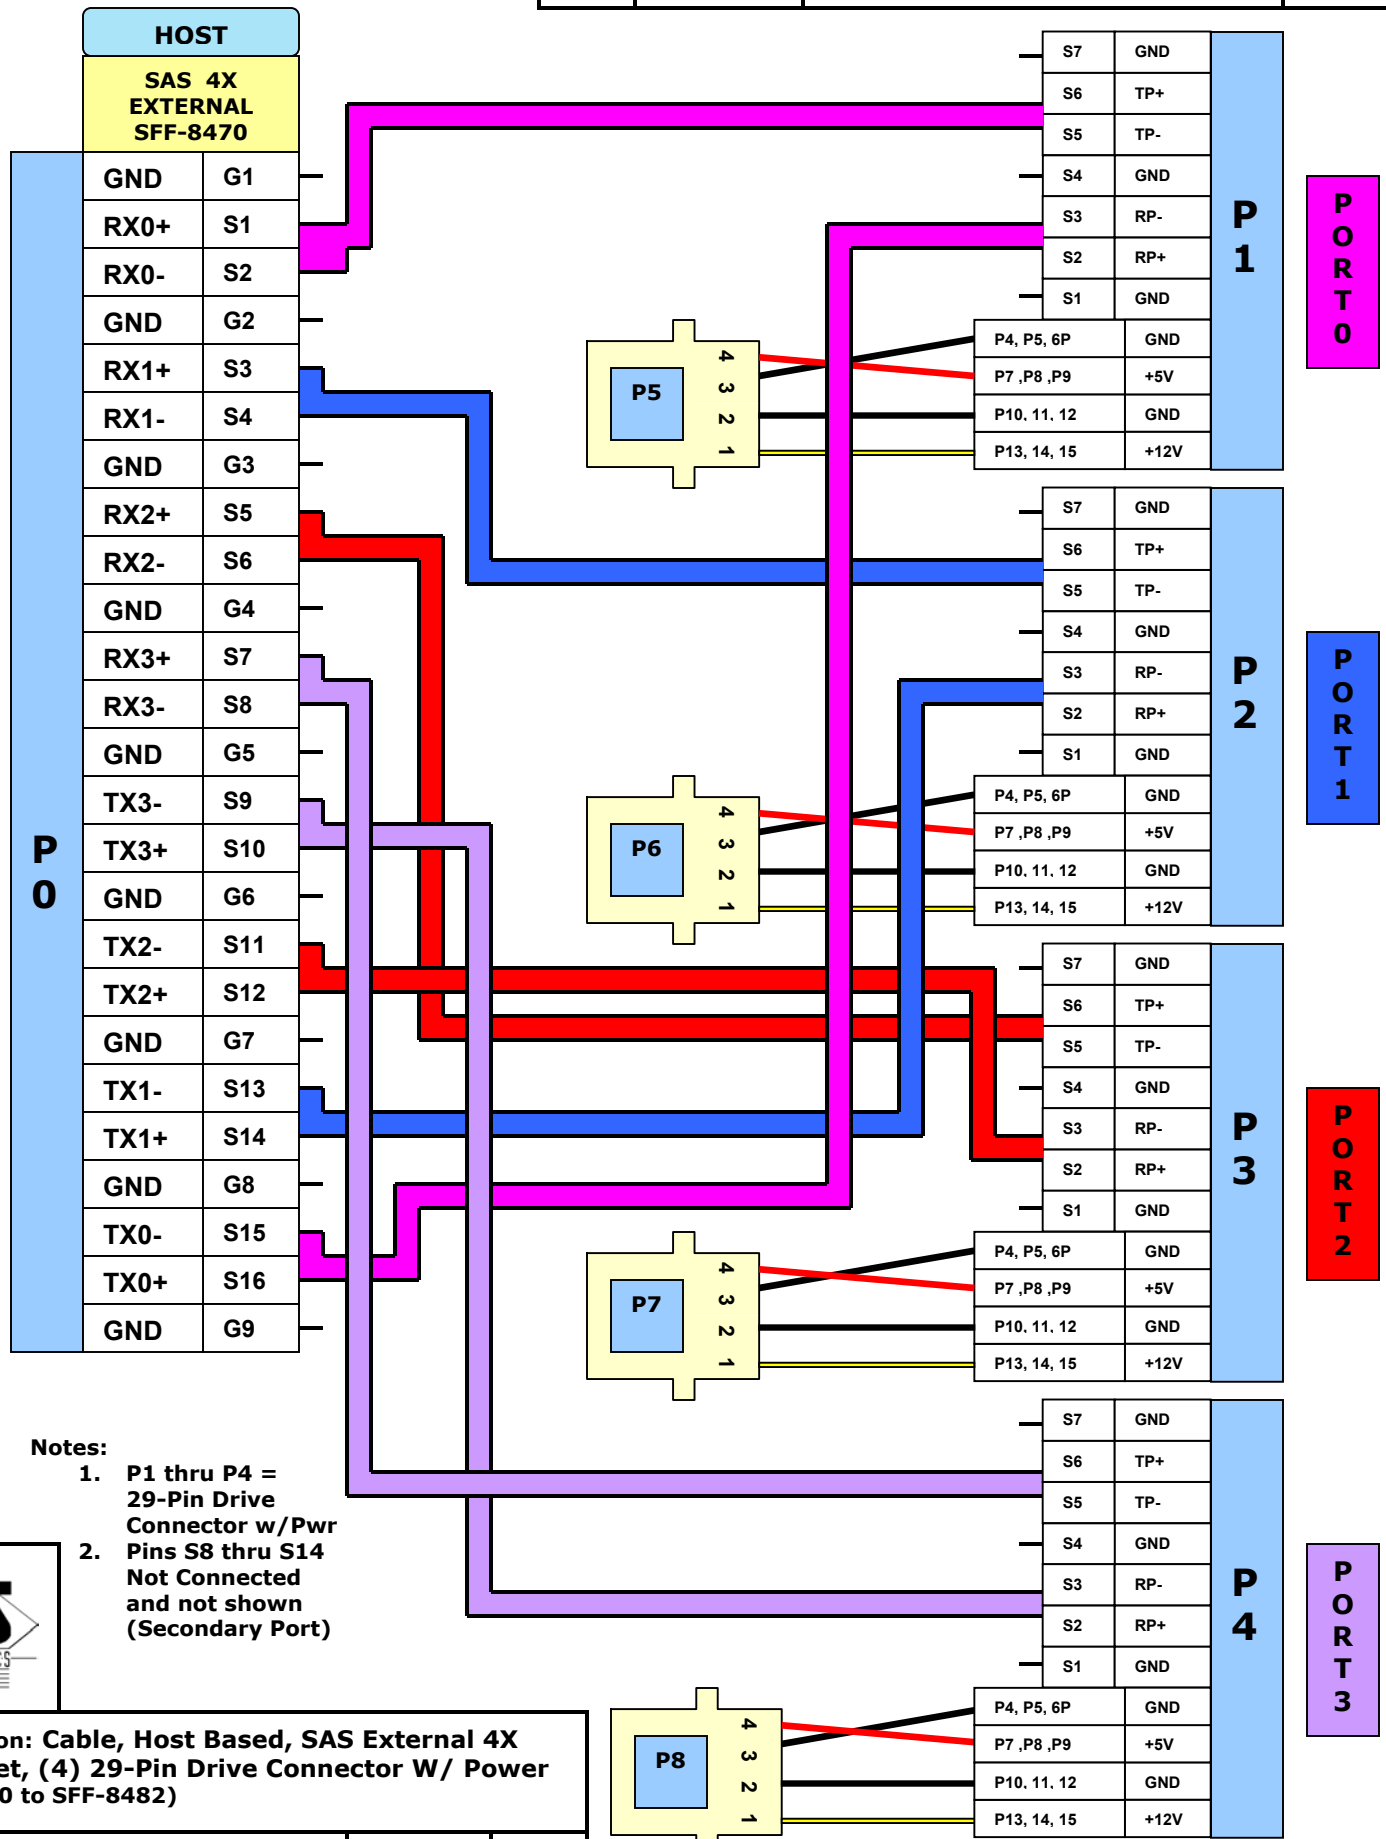 HOST
SAS 4X
EXTERNAL
SFF-8470
P
0
GND G1
RX0+ S1
RX0- S2
GND G2
RX1+ S3
RX1- S4
GND G3
RX2+ S5
RX2- S6
GND G4
RX3+ S7
RX3- S8
GND G5
TX3- S9
TX3+ S10
GND G6
TX2- S11
TX2+ S12
GND G7
TX1- S13
TX1+ S14
GND G8
TX0- S15
TX0+ S16
GND G9
S7 GND
S6 TP+
S5 TP-
S4 GND
S3 RP-
S2 RP+
S1 GND
P4, P5, 6P GND
P7 ,P8 ,P9 +5V
P10, 11, 12 GND
P13, 14, 15 +12V
P
1
P
O
R
T
0
P5
4
3
2
1
S7 GND
S6 TP+
S5 TP-
S4 GND
S3 RP-
S2 RP+
S1 GND
P4, P5, 6P GND
P7 ,P8 ,P9 +5V
P10, 11, 12 GND
P13, 14, 15 +12V
P
2
P
O
R
T
1
P6
4
3
2
1
S7 GND
S6 TP+
S5 TP-
S4 GND
S3 RP-
S2 RP+
S1 GND
P4, P5, 6P GND
P7 ,P8 ,P9 +5V
P10, 11, 12 GND
P13, 14, 15 +12V
P
3
P
O
R
T
2
P7
4
3
2
1
S7 GND
S6 TP+
S5 TP-
S4 GND
S3 RP-
S2 RP+
S1 GND
P4, P5, 6P GND
P7 ,P8 ,P9 +5V
P10, 11, 12 GND
P13, 14, 15 +12V
P
4
P
O
R
T
3
P8
4
3
2
1
Notes:
1. P1 thru P4 =
29-Pin Drive
Connector w/Pwr
2. Pins S8 thru S14
Not Connected
and not shown
(Secondary Port)
on: Cable, Host Based, SAS External 4X
et, (4) 29-Pin Drive Connector W/ Power
0 to SFF-8482)